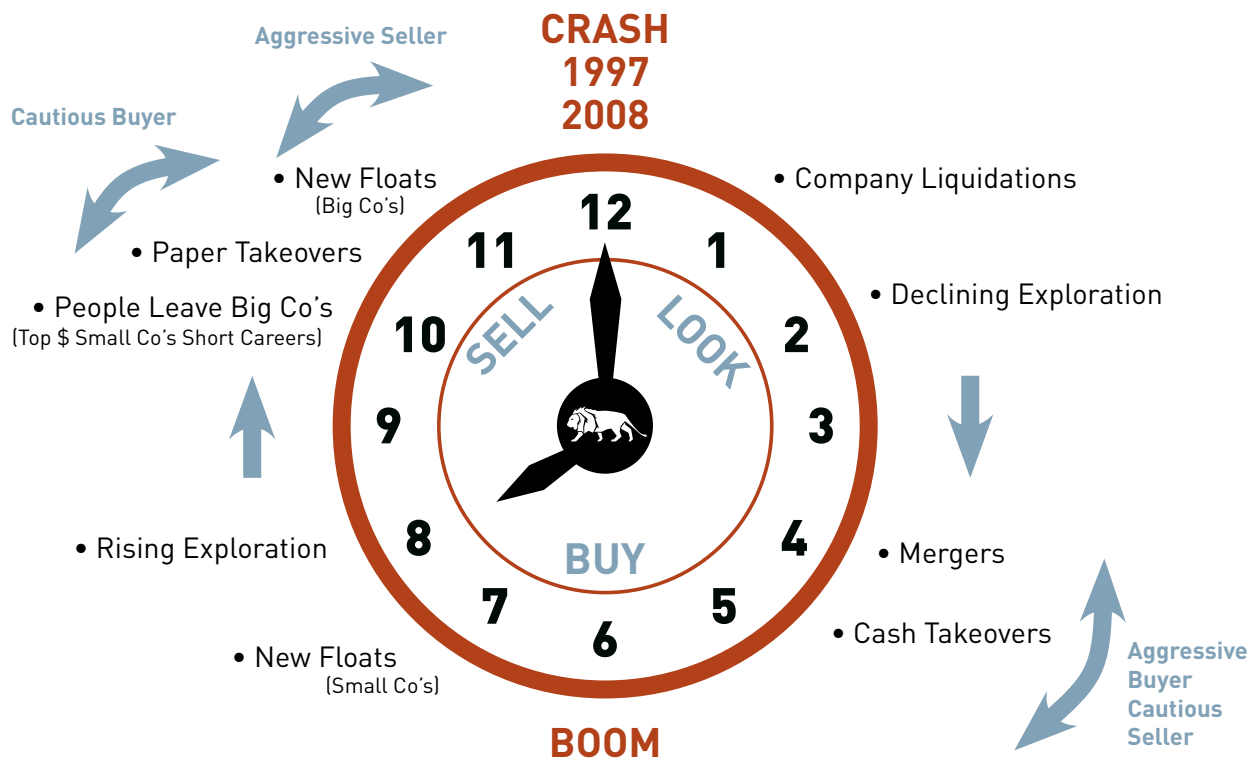 Aggressive Seller
CRASH
1997
2008
Cautious Buyer
• New Floats
(Big Co's)
• Company Liquidations
• Paper Takeovers
• People Leave Big Co's
(Top $ Small Co's Short Careers)
• Declining Exploration
12
11
1
10
2
9
3
8
4
7
5
6
SELL
LOOK
BUY
• Rising Exploration
• Mergers
• New Floats
(Small Co's)
• Cash Takeovers
Aggressive
Buyer
Cautious
Seller
BOOM